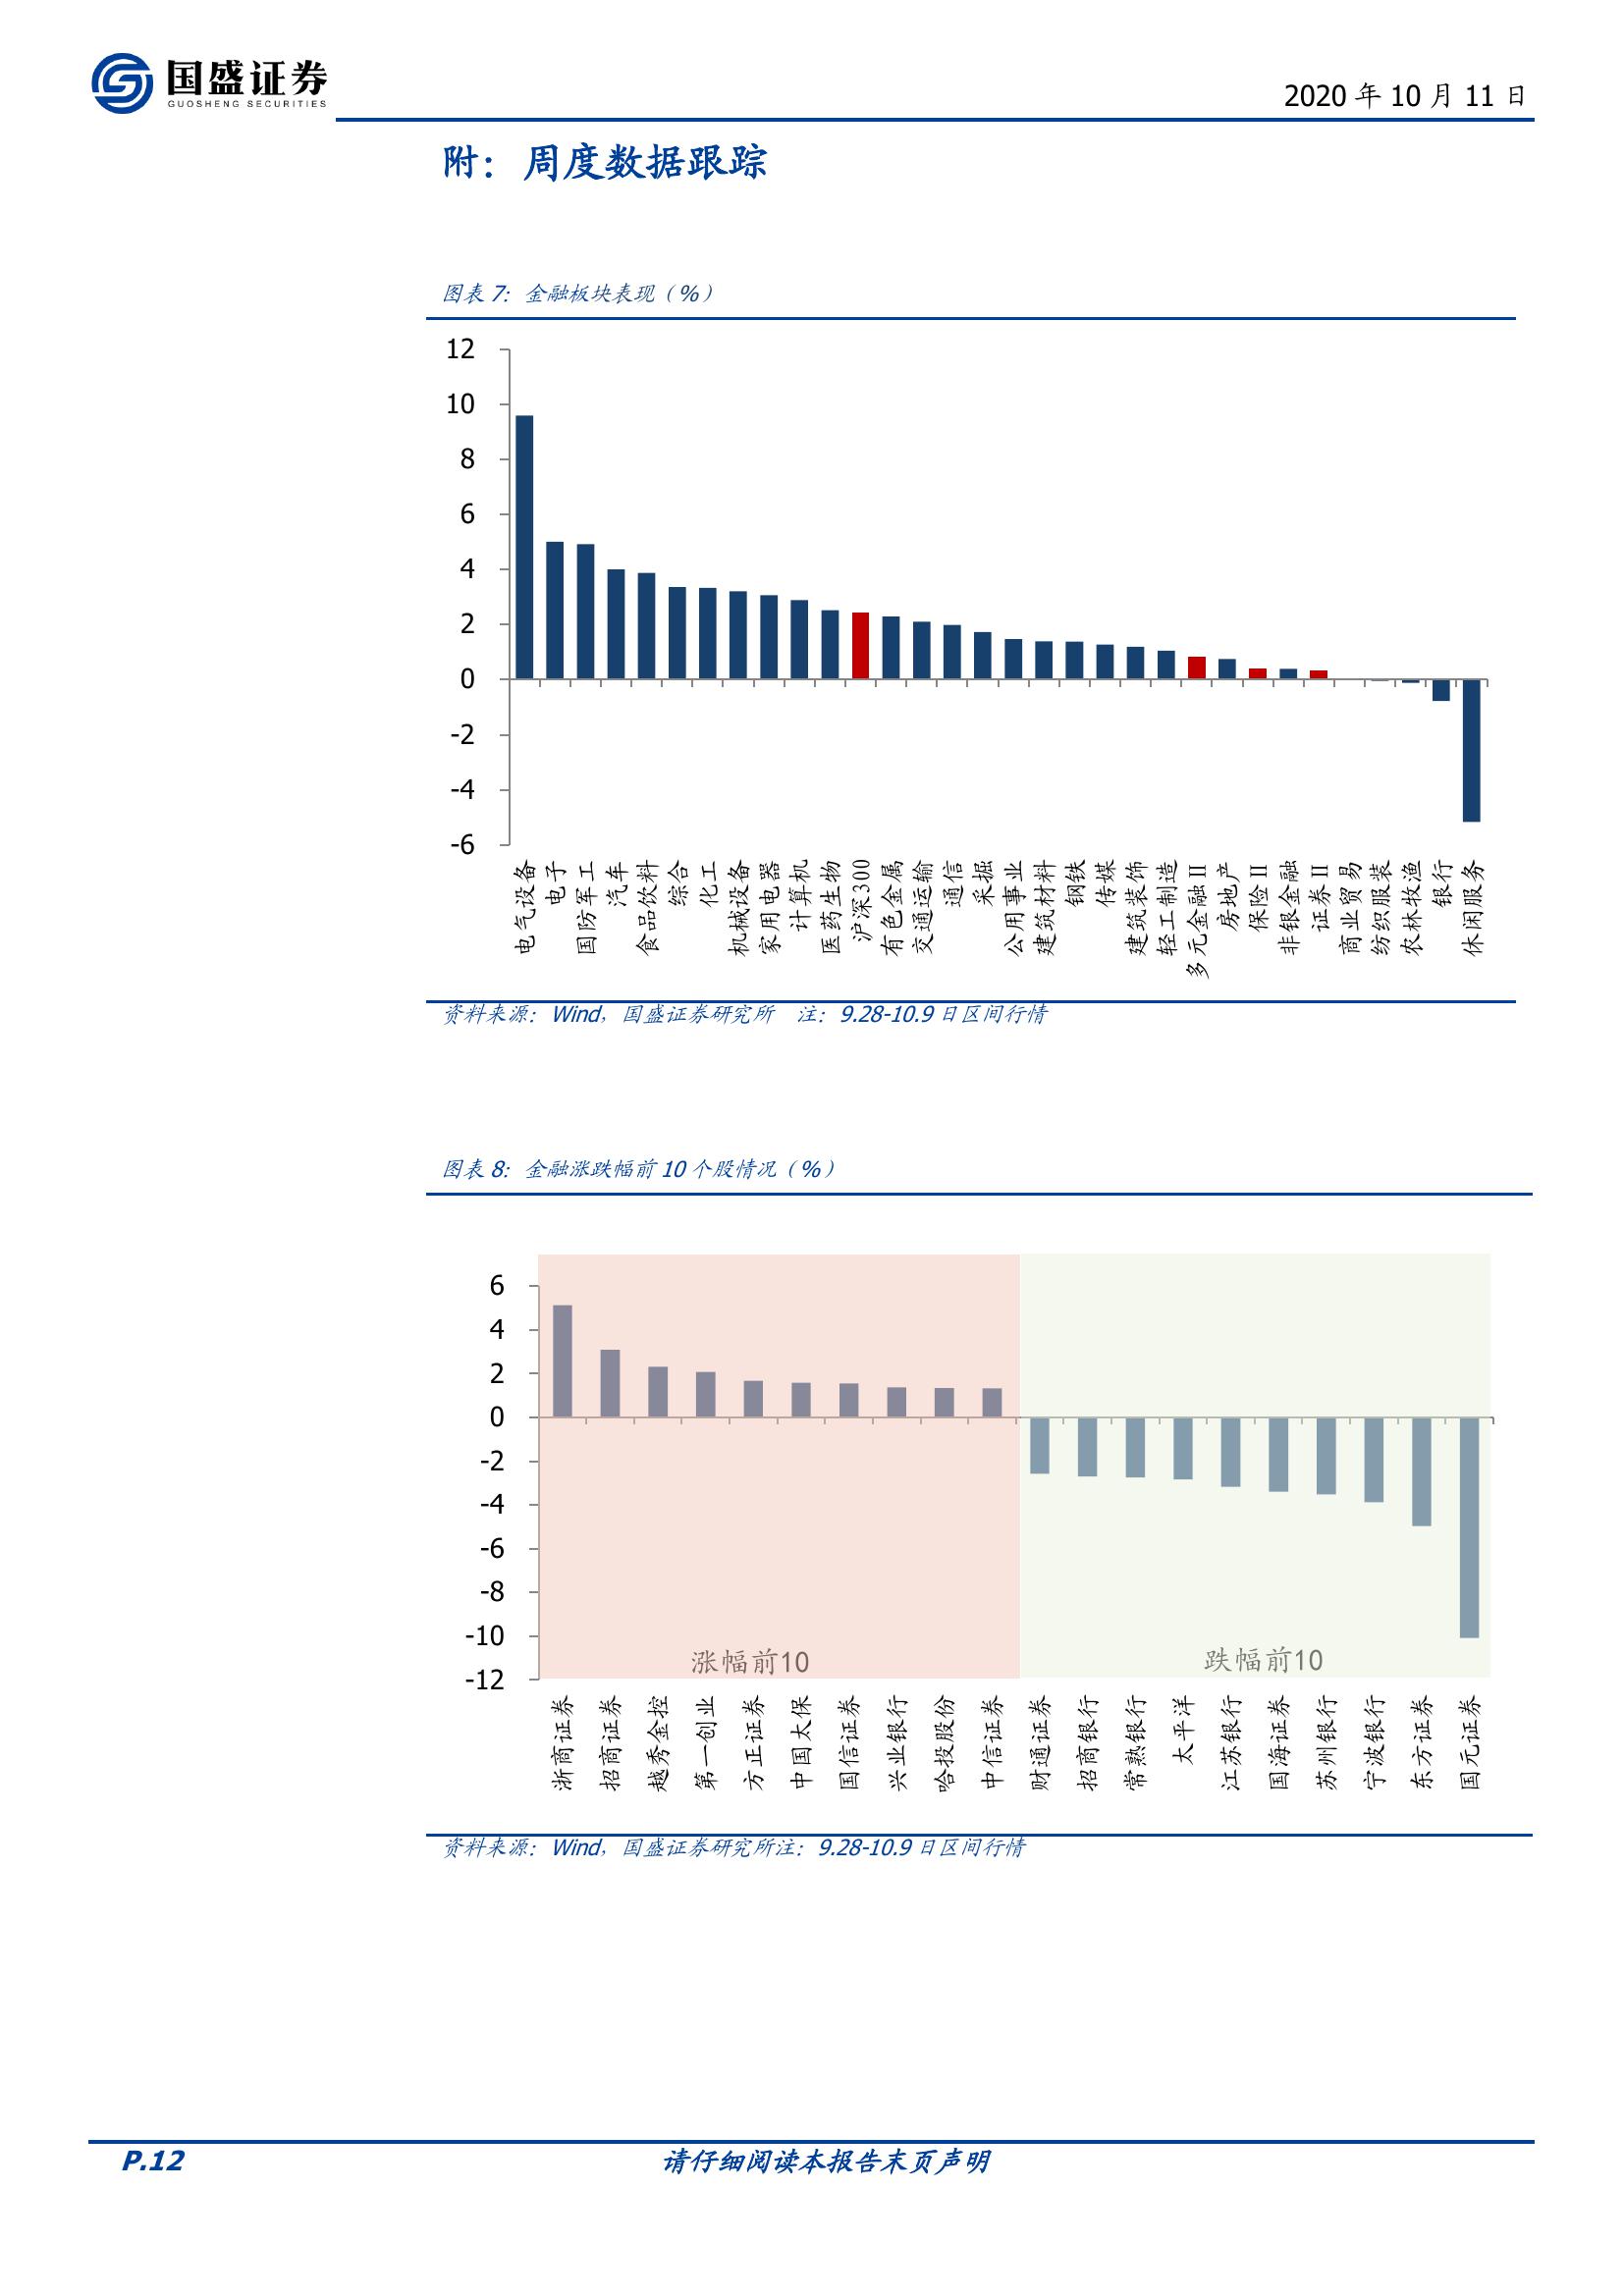 国盛证券
GUOSHENG SECURITIES
2020 年 10 月 11 日
附：周度数据跟踪
图表 7：金融板块表现（%）
12
10
8
6
4
2
0
-2
-4
-6
电气设备
电子
国防军工
汽车
食品饮料
综合
化工
机械设备
家用电器
计算机
医药生物
沪深300
有色金属
交通运输
通信
采掘
公用事业
建筑材料
钢铁
传媒
建筑装饰
轻工制造
多元金融Ⅱ
房地产
保险Ⅱ
非银金融
证券Ⅱ
商业贸易
纺织服装
农林牧渔
银行
休闲服务
资料来源：Wind，国盛证券研究所 注：9.28-10.9 日区间行情
图表 8：金融涨跌幅前 10 个股情况（%）
6
4
2
0
-2
-4
-6
-8
-10
-12
涨幅前10
跌幅前10
浙商证券
招商证券
越秀金控
第一创业
方正证券
中国太保
国信证券
兴业银行
哈投股份
中信证券
财通证券
招商银行
常熟银行
太平洋
江苏银行
国海证券
苏州银行
宁波银行
东方证券
国元证券
资料来源：Wind，国盛证券研究所注：9.28-10.9 日区间行情
P.12
请仔细阅读本报告末页声明